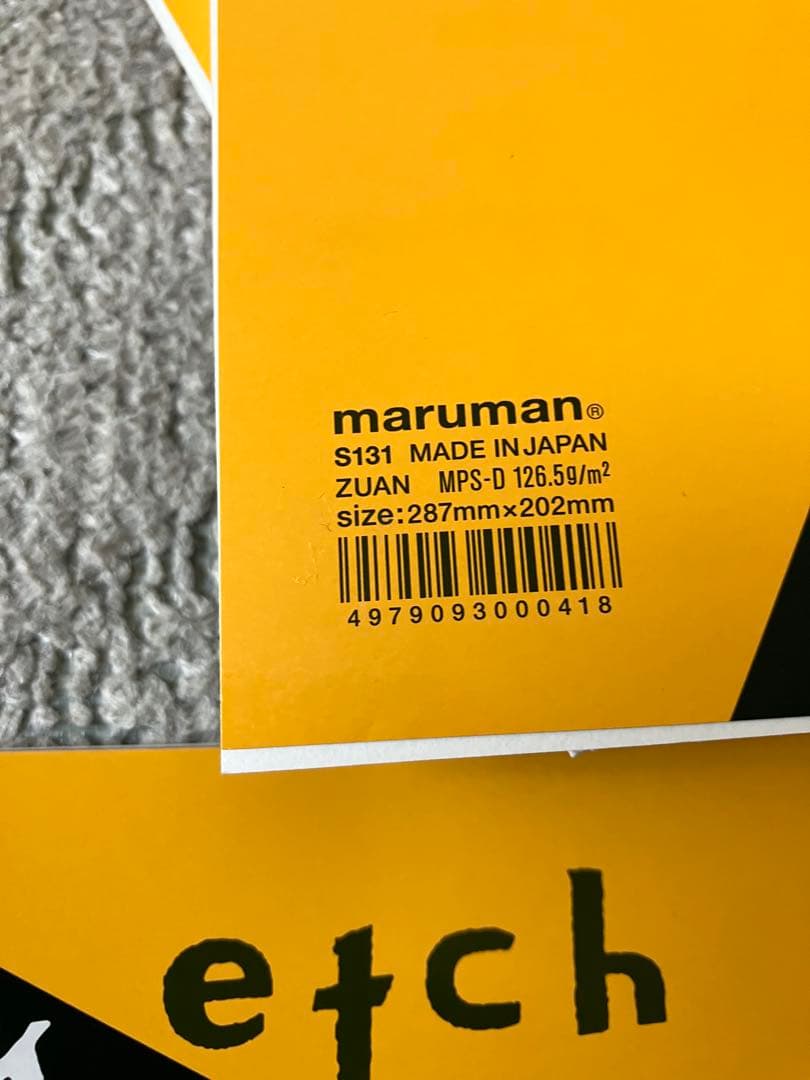 maruman®
S131 MADE IN JAPAN
ZUAN MPS-D 126.5g/m²
size:287mm×202mm
4979093000418
etch